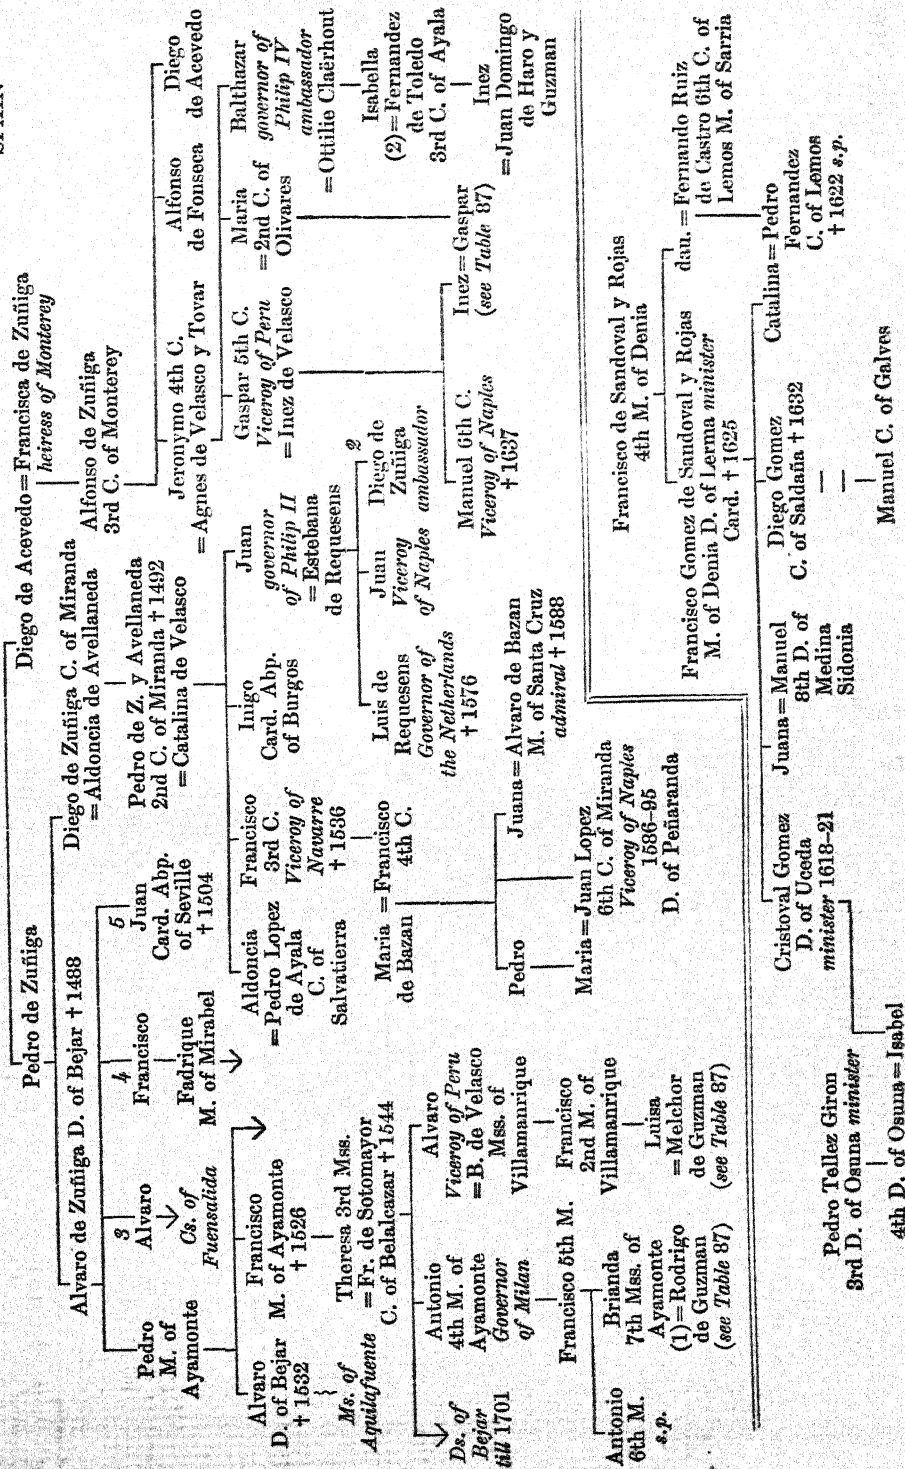 SPAIN
Pedro de Zuñiga
Diego de Acevedo = Francisca de Zuñiga
heiress of Monterey
Alvaro de Zuñiga D. of Bejar † 1488
Diego de Zuñiga C. of Miranda
= Aldoncia de Avellaneda
Alfonso de Zuñiga
3rd C. of Monterey
Pedro
M. of
Ayamonte
3
Alvaro
Cs. of
Fuensalida
4
Francisco
Fadrique
M. of Mirabel
5
Juan
Card. Abp.
of Seville
† 1504
Pedro de Z. y Avellaneda
2nd C. of Miranda † 1492
= Catalina de Velasco
Jeronymo 4th C.
= Agnes de Velasco y Tovar
Alfonso
de Fonseca
Diego
de Acevedo
Alvaro
D. of Bejar
† 1532
Ms. of
Aquilafuente
Francisco
M. of Ayamonte
† 1526
Theresa 3rd Mss.
= Fr. de Sotomayor
C. of Belalcazar † 1544
Aldoncia
= Pedro Lopez
de Ayala
C. of
Salvatierra
Francisco
3rd C.
Viceroy of
Navarre
† 1536
Inigo
Card. Abp.
of Burgos
Juan
governor
of Philip II
= Estebana
de Requesens
Gaspar 5th C.
Viceroy of Peru
= Inez de Velasco
Maria
= 2nd C. of
Olivares
Balthazar
governor of
Philip IV
ambassador
= Ottilie Claërhout
Maria = Francisco
de Bazan 4th C.
Luis de
Requesens
Governor of
the Netherlands
† 1576
Juan
Viceroy
of Naples
2
Diego de
Zuñiga
ambassador
Manuel 6th C.
Viceroy of Naples
† 1637
Inez = Gaspar
(see Table 87)
Isabella
(2) = Fernandez
de Toledo
3rd C. of Ayala
Inez
= Juan Domingo
de Haro y
Guzman
Ds. of
Bejar
till 1701
Antonio
4th M. of
Ayamonte
Governor
of Milan
Alvaro
Viceroy of Peru
= B. de Velasco
Mss. of
Villamanrique
Pedro
Juana = Alvaro de Bazan
M. of Santa Cruz
admiral † 1588
Francisco 5th M.
Francisco
2nd M. of
Villamanrique
Maria = Juan Lopez
6th C. of Miranda
Viceroy of Naples
1586–95
D. of Peñaranda
Antonio
6th M.
s.p.
Brianda
7th Mss. of
Ayamonte
(1) = Rodrigo
de Guzman
(see Table 87)
Luisa
= Melchor
de Guzman
(see Table 87)
Francisco de Sandoval y Rojas
4th M. of Denia
Francisco Gomez de Sandoval y Rojas
M. of Denia D. of Lerma minister
Card. † 1625
dau. = Fernando Ruiz
de Castro 6th C. of
Lemos M. of Sarria
Cristoval Gomez
D. of Uceda
minister 1618–21
Juana = Manuel
8th D. of
Medina
Sidonia
Diego Gomez
C. of Saldaña † 1632
—
—
Manuel C. of Galves
Catalina = Pedro
Fernandez
C. of Lemos
† 1622 s.p.
Pedro Tellez Giron
3rd D. of Osuna minister
4th D. of Osuna = Isabel